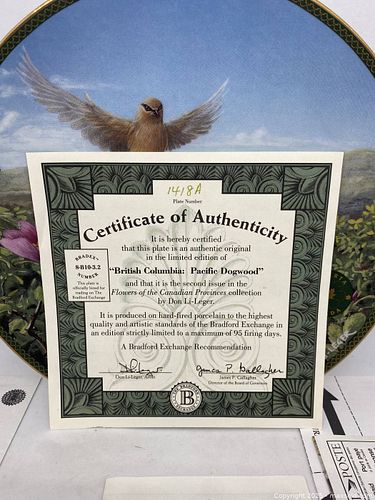 1418A
Plate Number
Certificate of Authenticity
It is hereby certified
that this plate is an authentic original
in the limited edition of
"British Columbia: Pacific Dogwood"
and that it is the second issue in the
Flowers of the Canadian Provinces collection
by Don Li-Leger.
BRADEX
8-B10-3.2
NUMBER
This plate is
officially listed for
trading on The
Bradford Exchange
It is produced on hard-fired porcelain to the highest
quality and artistic standards of the Bradford Exchange in
an edition strictly limited to a maximum of 95 firing days.
A Bradford Exchange Recommendation
Don Li-Leger, Artist
James P. Gallagher
James P. Gallagher
Director of the Board of Governors
B
POSTE